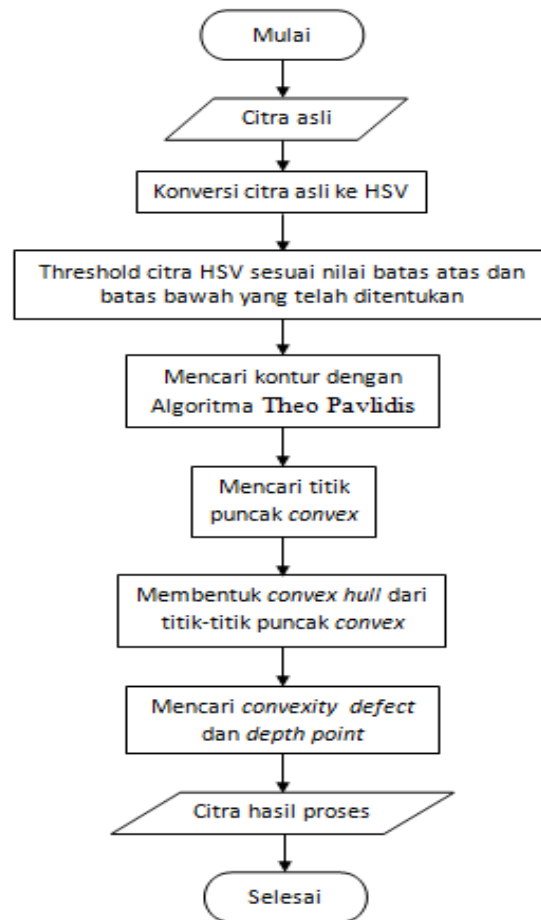 Mulai
Citra asli
Konversi citra asli ke HSV
Threshold citra HSV sesuai nilai batas atas dan
batas bawah yang telah ditentukan
Mencari kontur dengan
Algoritma Theo Pavlidis
Mencari titik
puncak convex
Membentuk convex hull dari
titik-titik puncak convex
Mencari convexity defect
dan depth point
Citra hasil proses
Selesai